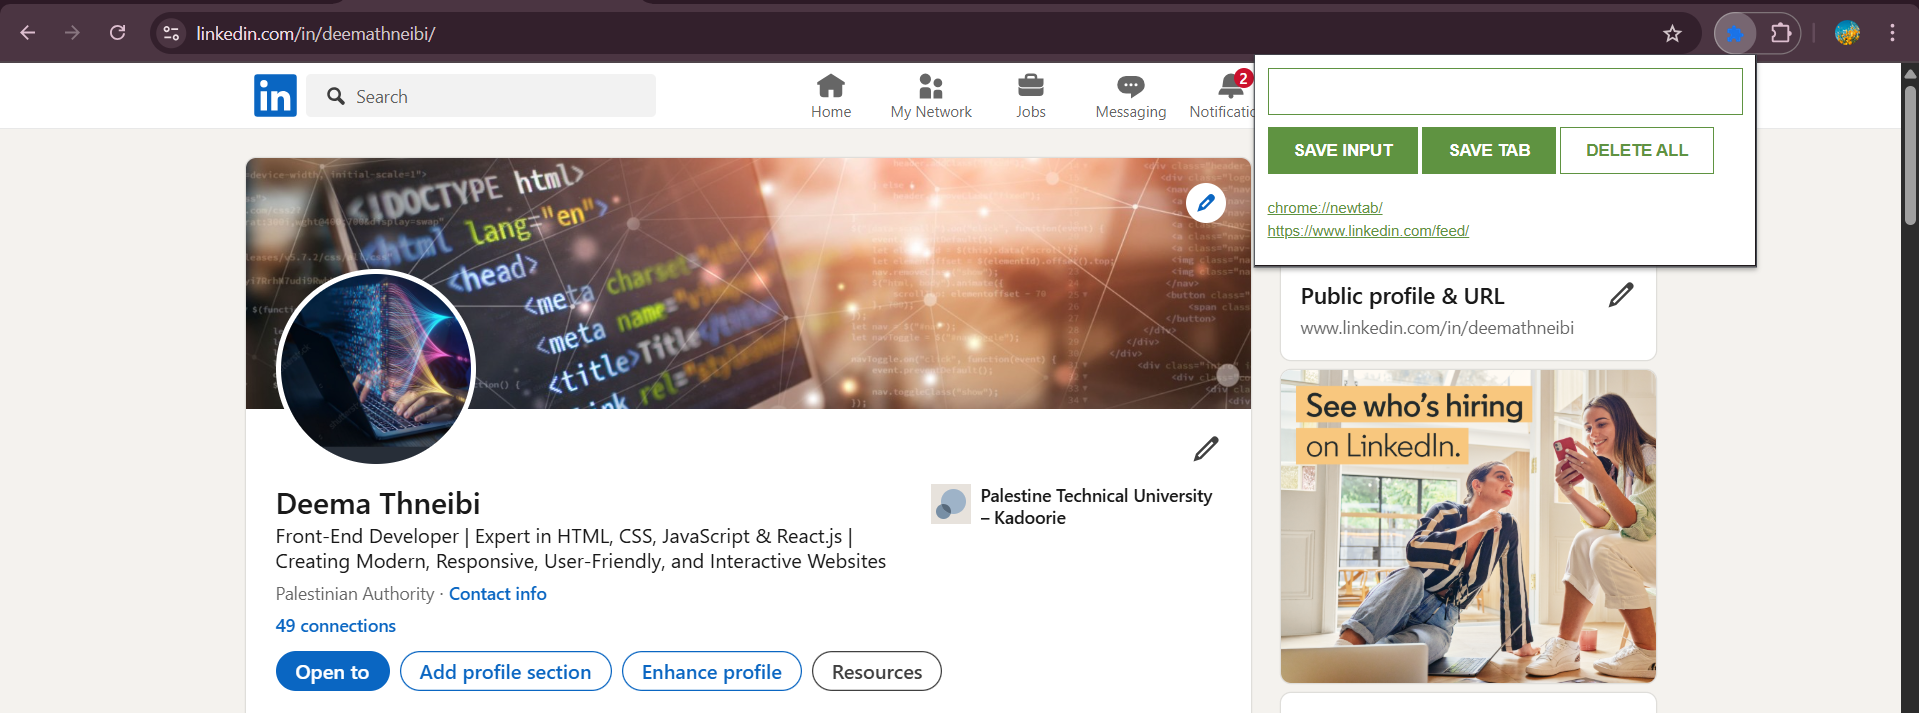 linkedin.com/in/deemathneibi/
in
Search
Home
My Network
Jobs
Messaging
Notificatio
2
SAVE INPUT
SAVE TAB
DELETE ALL
chrome://newtab/
https://www.linkedin.com/feed/
<!DOCTYPE html>
<html lang="en">
<head>
<meta charset=
<meta name=
<title>Title</
<link rel="
Public profile & URL
www.linkedin.com/in/deemathneibi
See who's hiring
on LinkedIn.
Deema Thneibi
Front-End Developer | Expert in HTML, CSS, JavaScript & React.js |
Creating Modern, Responsive, User-Friendly, and Interactive Websites
Palestine Technical University
– Kadoorie
Palestinian Authority · Contact info
49 connections
Open to
Add profile section
Enhance profile
Resources